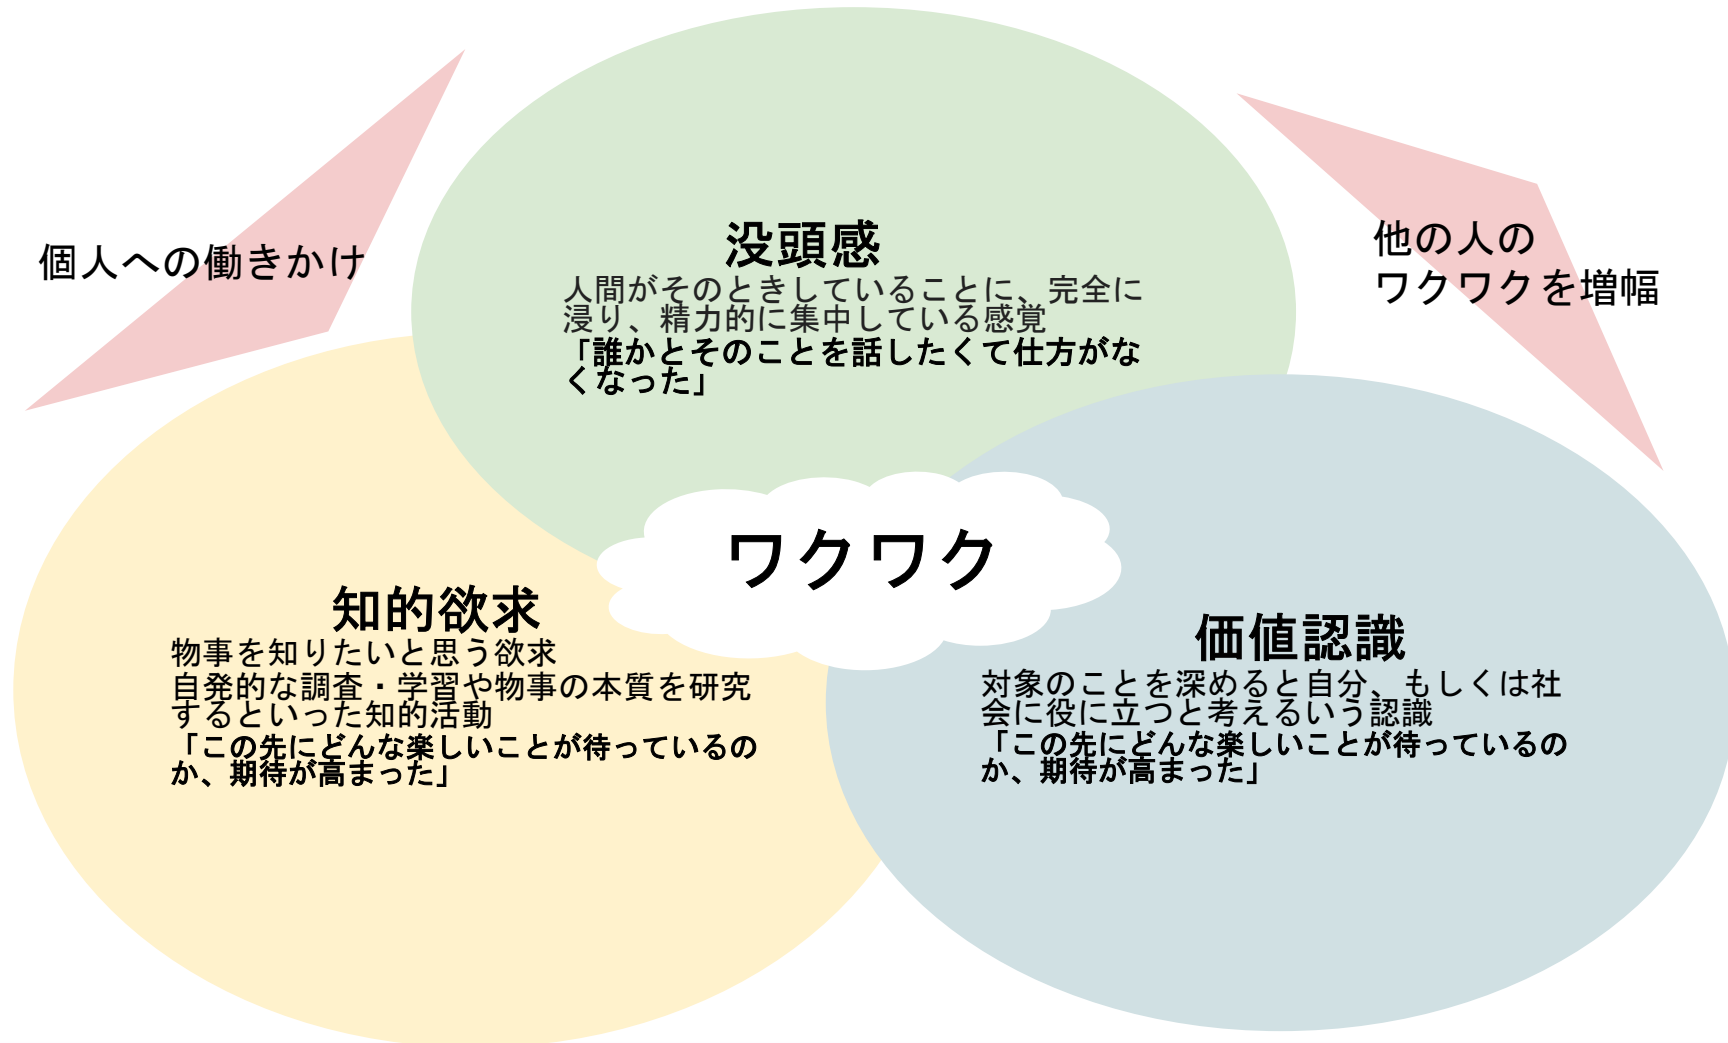 個人への働きかけ
他の人の
ワクワクを増幅
没頭感
人間がそのときしていることに、完全に
浸り、精力的に集中している感覚
「誰かとそのことを話したくて仕方がな
くなった」
ワクワク
知的欲求
物事を知りたいと思う欲求
自発的な調査・学習や物事の本質を研究
するといった知的活動
「この先にどんな楽しいことが待っているの
か、期待が高まった」
価値認識
対象のことを深めると自分、もしくは社
会に役に立つと考えるいう認識
「この先にどんな楽しいことが待っているの
か、期待が高まった」